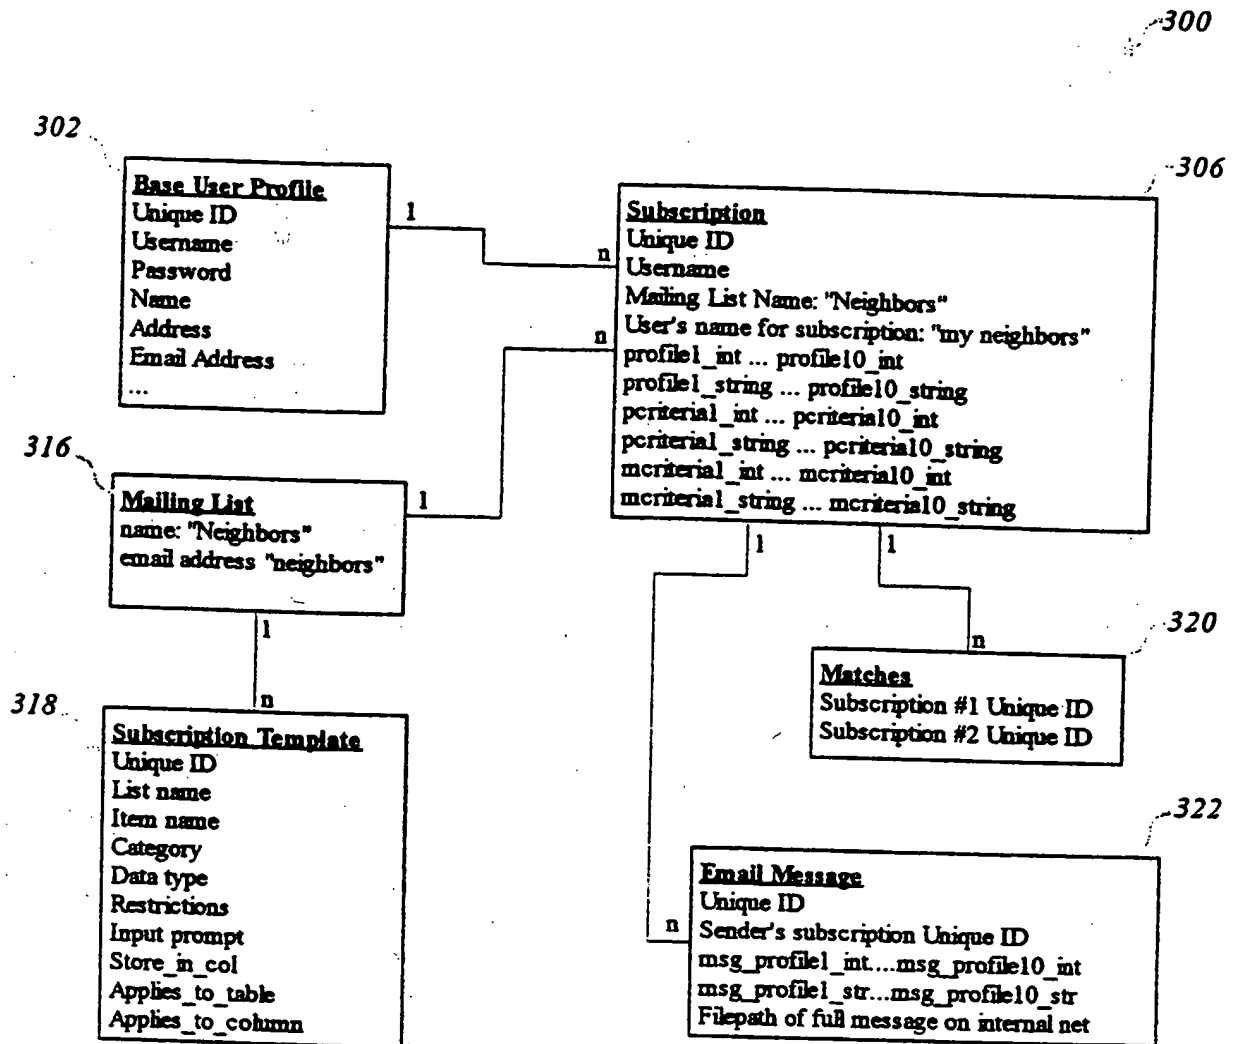 300
302
Base User Profile
Unique ID
Username
Password
Name
Address
Email Address
...
1
n
306
Subscription
Unique ID
Username
Mailing List Name: "Neighbors"
User's name for subscription: "my neighbors"
profile1_int ... profile10_int
profile1_string ... profile10_string
pcriteria1_int ... pcriteria10_int
pcriteria1_string ... pcriteria10_string
mcriteria1_int ... mcriteria10_int
mcriteria1_string ... mcriteria10_string
n
1
316
Mailing List
name: "Neighbors"
email address "neighbors"
1
n
318
Subscription Template
Unique ID
List name
Item name
Category
Data type
Restrictions
Input prompt
Store_in_col
Applies_to_table
Applies_to_column
1
1
n
320
Matches
Subscription #1 Unique ID
Subscription #2 Unique ID
322
n
Email Message
Unique ID
Sender's subscription Unique ID
msg_profile1_int....msg_profile10_int
msg_profile1_str...msg_profile10_str
Filepath of full message on internal net